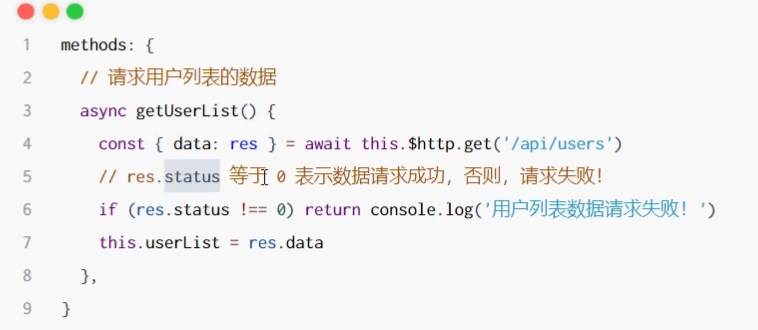 1 methods: {
2 // 请求用户列表的数据
3 async getUserList() {
4 const { data: res } = await this.$http.get('/api/users')
5 // res.status 等于 0 表示数据请求成功，否则，请求失败！
6 if (res.status !== 0) return console.log('用户列表数据请求失败！')
7 this.userList = res.data
8 },
9 }